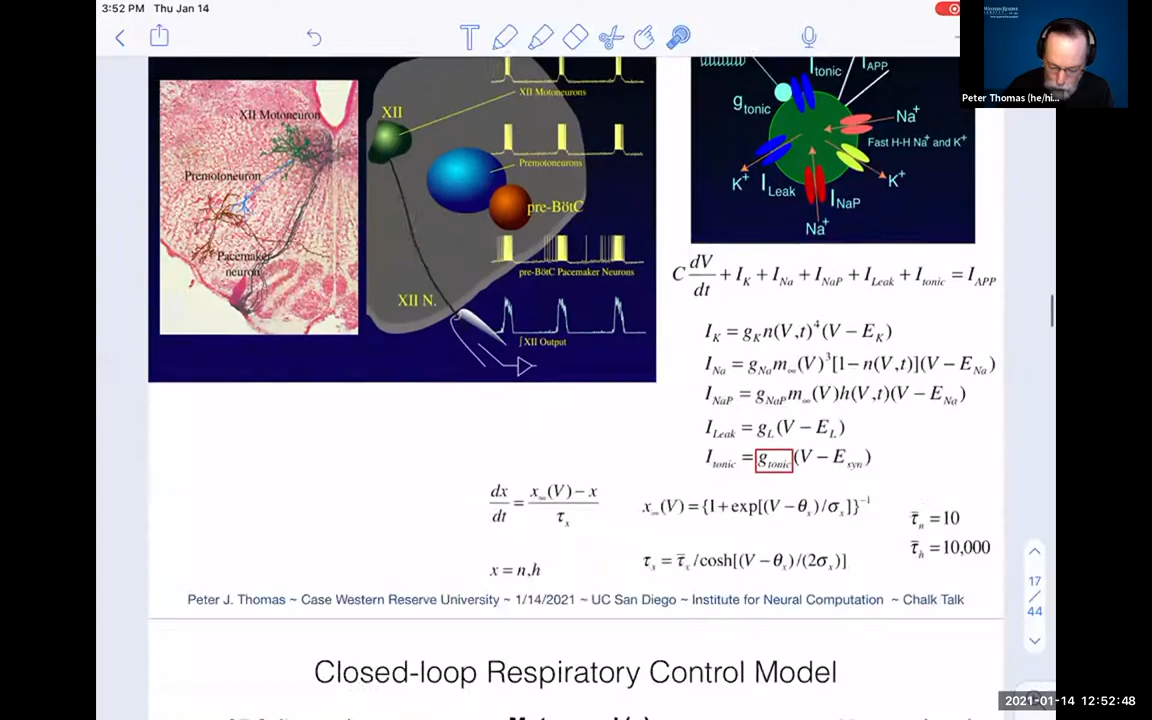 3:52 PM Thu Jan 14
Peter Thomas (he/hi...
XII Motoneuron
Premotoneuron
Pacemaker
neuron
XII
XII Motoneurons
Premotoneurons
pre-BötC
pre-BötC Pacemaker Neurons
XII N.
∫XII Output
I_tonic
I_APP
g_tonic
Na⁺
Fast H-H Na⁺ and K⁺
K⁺
I_Leak
I_NaP
K⁺
Na⁺
C dV/dt + I_K + I_Na + I_NaP + I_Leak + I_tonic = I_APP
I_K = g_K n(V,t)⁴(V − E_K)
I_Na = g_Na m_∞(V)³[1 − n(V,t)](V − E_Na)
I_NaP = g_NaP m_∞(V)h(V,t)(V − E_Na)
I_Leak = g_L(V − E_L)
I_tonic = g_tonic(V − E_syn)
dx/dt = (x_∞(V) − x)/τ_x
x_∞(V) = {1 + exp[(V − θ_x)/σ_x]}⁻¹
τ̄_n = 10
τ̄_h = 10,000
x = n,h
τ_x = τ̄_x/cosh[(V − θ_x)/(2σ_x)]
Peter J. Thomas ~ Case Western Reserve University ~ 1/14/2021 ~ UC San Diego ~ Institute for Neural Computation ~ Chalk Talk
17
/
44
Closed-loop Respiratory Control Model
2021-01-14 12:52:48